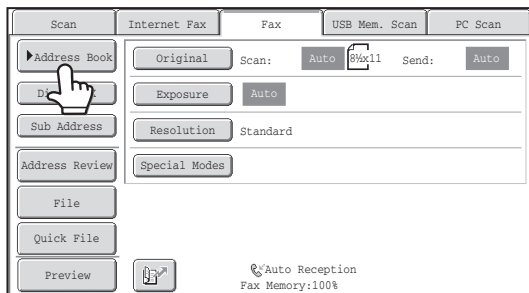 Scan Internet Fax Fax USB Mem. Scan PC Scan
Address Book Original Scan: Auto 8½x11 Send: Auto
Exposure Auto
Sub Address Resolution Standard
Address Review Special Modes
File
Quick File
Preview Auto Reception
Fax Memory:100%